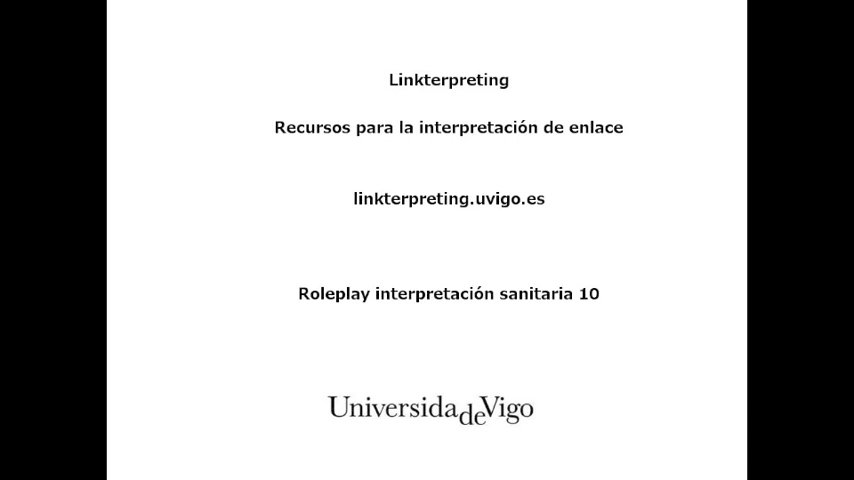 Linkterpreting
Recursos para la interpretación de enlace
linkterpreting.uvigo.es
Roleplay interpretación sanitaria 10
UniversidadeVigo